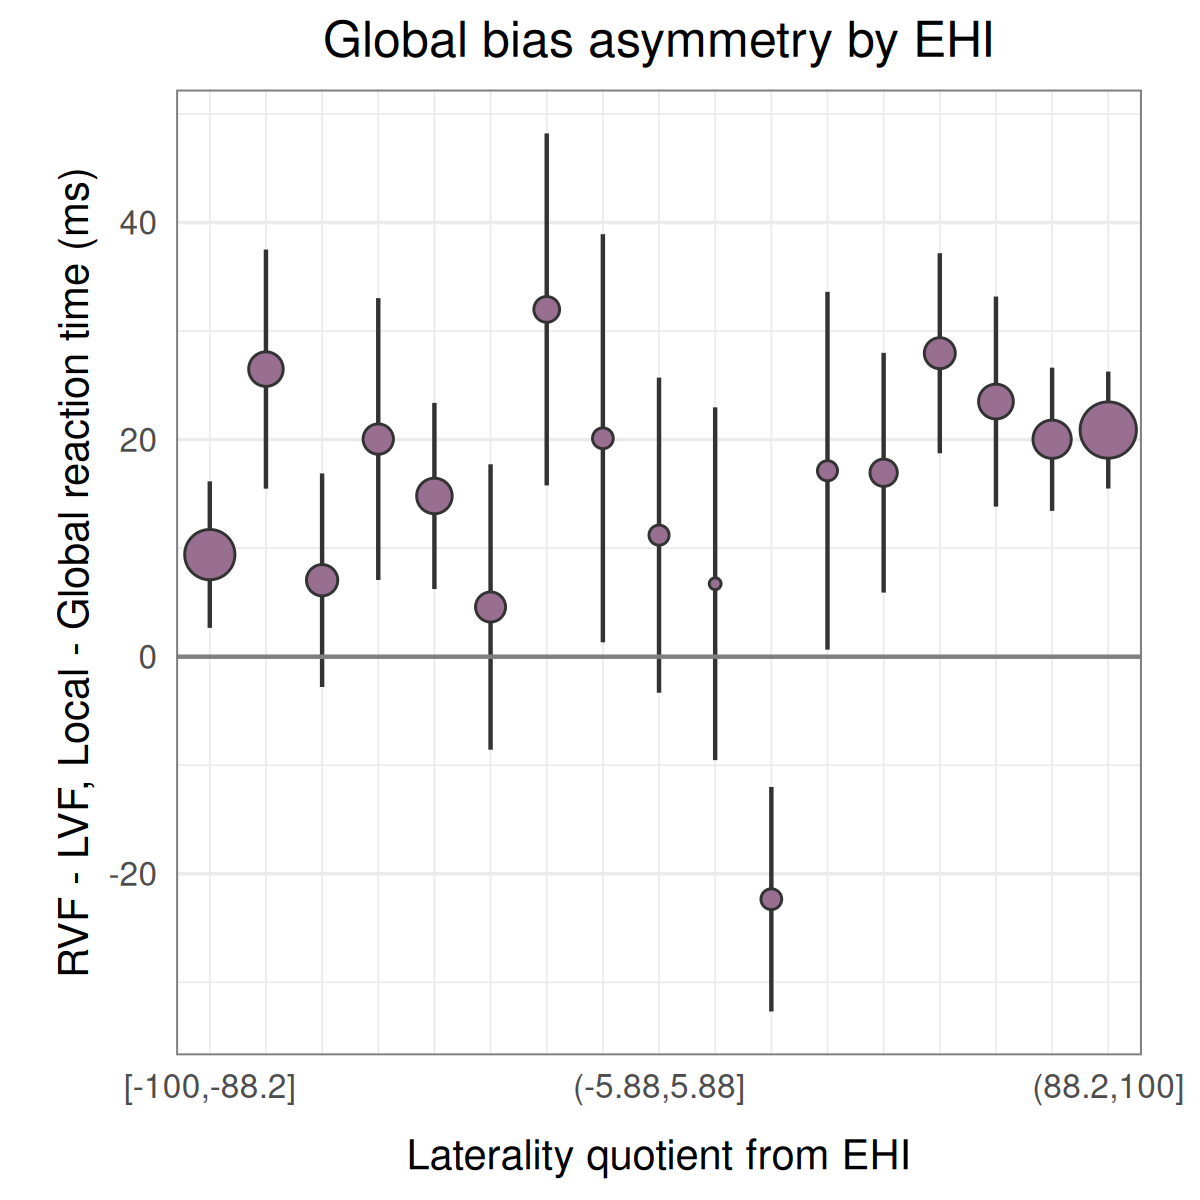 Global bias asymmetry by EHI
RVF - LVF, Local - Global reaction time (ms)
40
20
0
-20
[-100,-88.2]
(-5.88,5.88]
(88.2,100]
Laterality quotient from EHI